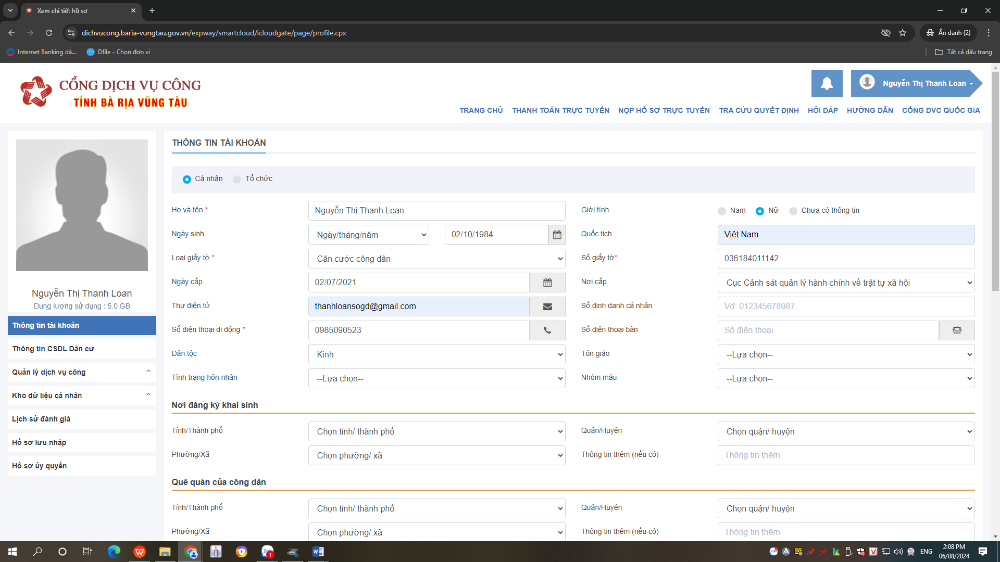 Xem chi tiết hồ sơ
dichvucong.baria-vungtau.gov.vn/expway/smartcloud/icloudgate/page/profile.cpx
Ẩn danh (2)
Internet Banking dà...
Dfile - Chọn đơn vi
Tất cả dấu trang
CỔNG DỊCH VỤ CÔNG
TỈNH BÀ RỊA VŨNG TÀU
Nguyễn Thị Thanh Loan
TRANG CHỦ THANH TOÁN TRỰC TUYẾN NỘP HỒ SƠ TRỰC TUYẾN TRA CỨU QUYẾT ĐỊNH HỎI ĐÁP HƯỚNG DẪN CỔNG DVC QUỐC GIA
Nguyễn Thị Thanh Loan
Dung lượng sử dụng : 5.0 GB
Thông tin tài khoản
Thông tin CSDL Dân cư
Quản lý dịch vụ công
Kho dữ liệu cá nhân
Lịch sử đánh giá
Hồ sơ lưu nháp
Hồ sơ ủy quyền
THÔNG TIN TÀI KHOẢN
Cá nhân Tổ chức
Họ và tên * Nguyễn Thị Thanh Loan Giới tính Nam Nữ Chưa có thông tin
Ngày sinh Ngày/tháng/năm 02/10/1984 Quốc tịch Việt Nam
Loại giấy tờ * Căn cước công dân Số giấy tờ* 036184011142
Ngày cấp 02/07/2021 Nơi cấp Cục Cảnh sát quản lý hành chính về trật tự xã hội
Thư điện tử thanhloansogd@gmail.com Số định danh cá nhân Vd: 012345678987
Số điện thoại di động * 0985090523 Số điện thoại bàn Số điện thoại
Dân tộc Kinh Tôn giáo --Lựa chọn--
Tình trạng hôn nhân --Lựa chọn-- Nhóm máu --Lựa chọn--
Nơi đăng ký khai sinh
Tỉnh/Thành phố Chọn tỉnh/ thành phố Quận/Huyện Chọn quận/ huyện
Phường/Xã Chọn phường/ xã Thông tin thêm (nếu có) Thông tin thêm
Quê quán của công dân
Tỉnh/Thành phố Chọn tỉnh/ thành phố Quận/Huyện Chọn quận/ huyện
Phường/Xã Chọn phường/ xã Thông tin thêm (nếu có) Thông tin thêm
Zalo 1
ENG
2:08 PM
06/08/2024